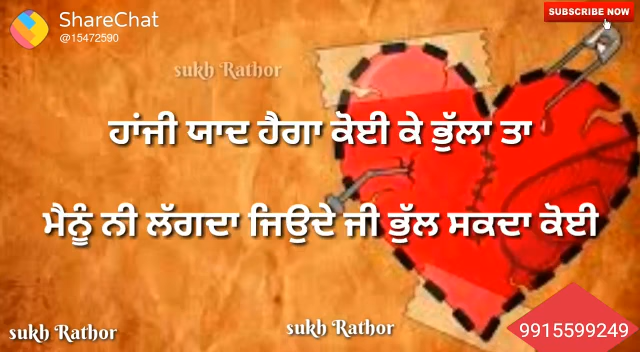 ShareChat
@15472590
SUBSCRIBE NOW
sukh Rathor
ਹਾਂਜੀ ਯਾਦ ਹੈਗਾ ਕੋਈ ਕੇ ਭੁੱਲਾ ਤਾ
ਮੈਨੂੰ ਨੀ ਲੱਗਦਾ ਜਿਉਦੇ ਜੀ ਭੁੱਲ ਸਕਦਾ ਕੋਈ
sukh Rathor
sukh Rathor
9915599249